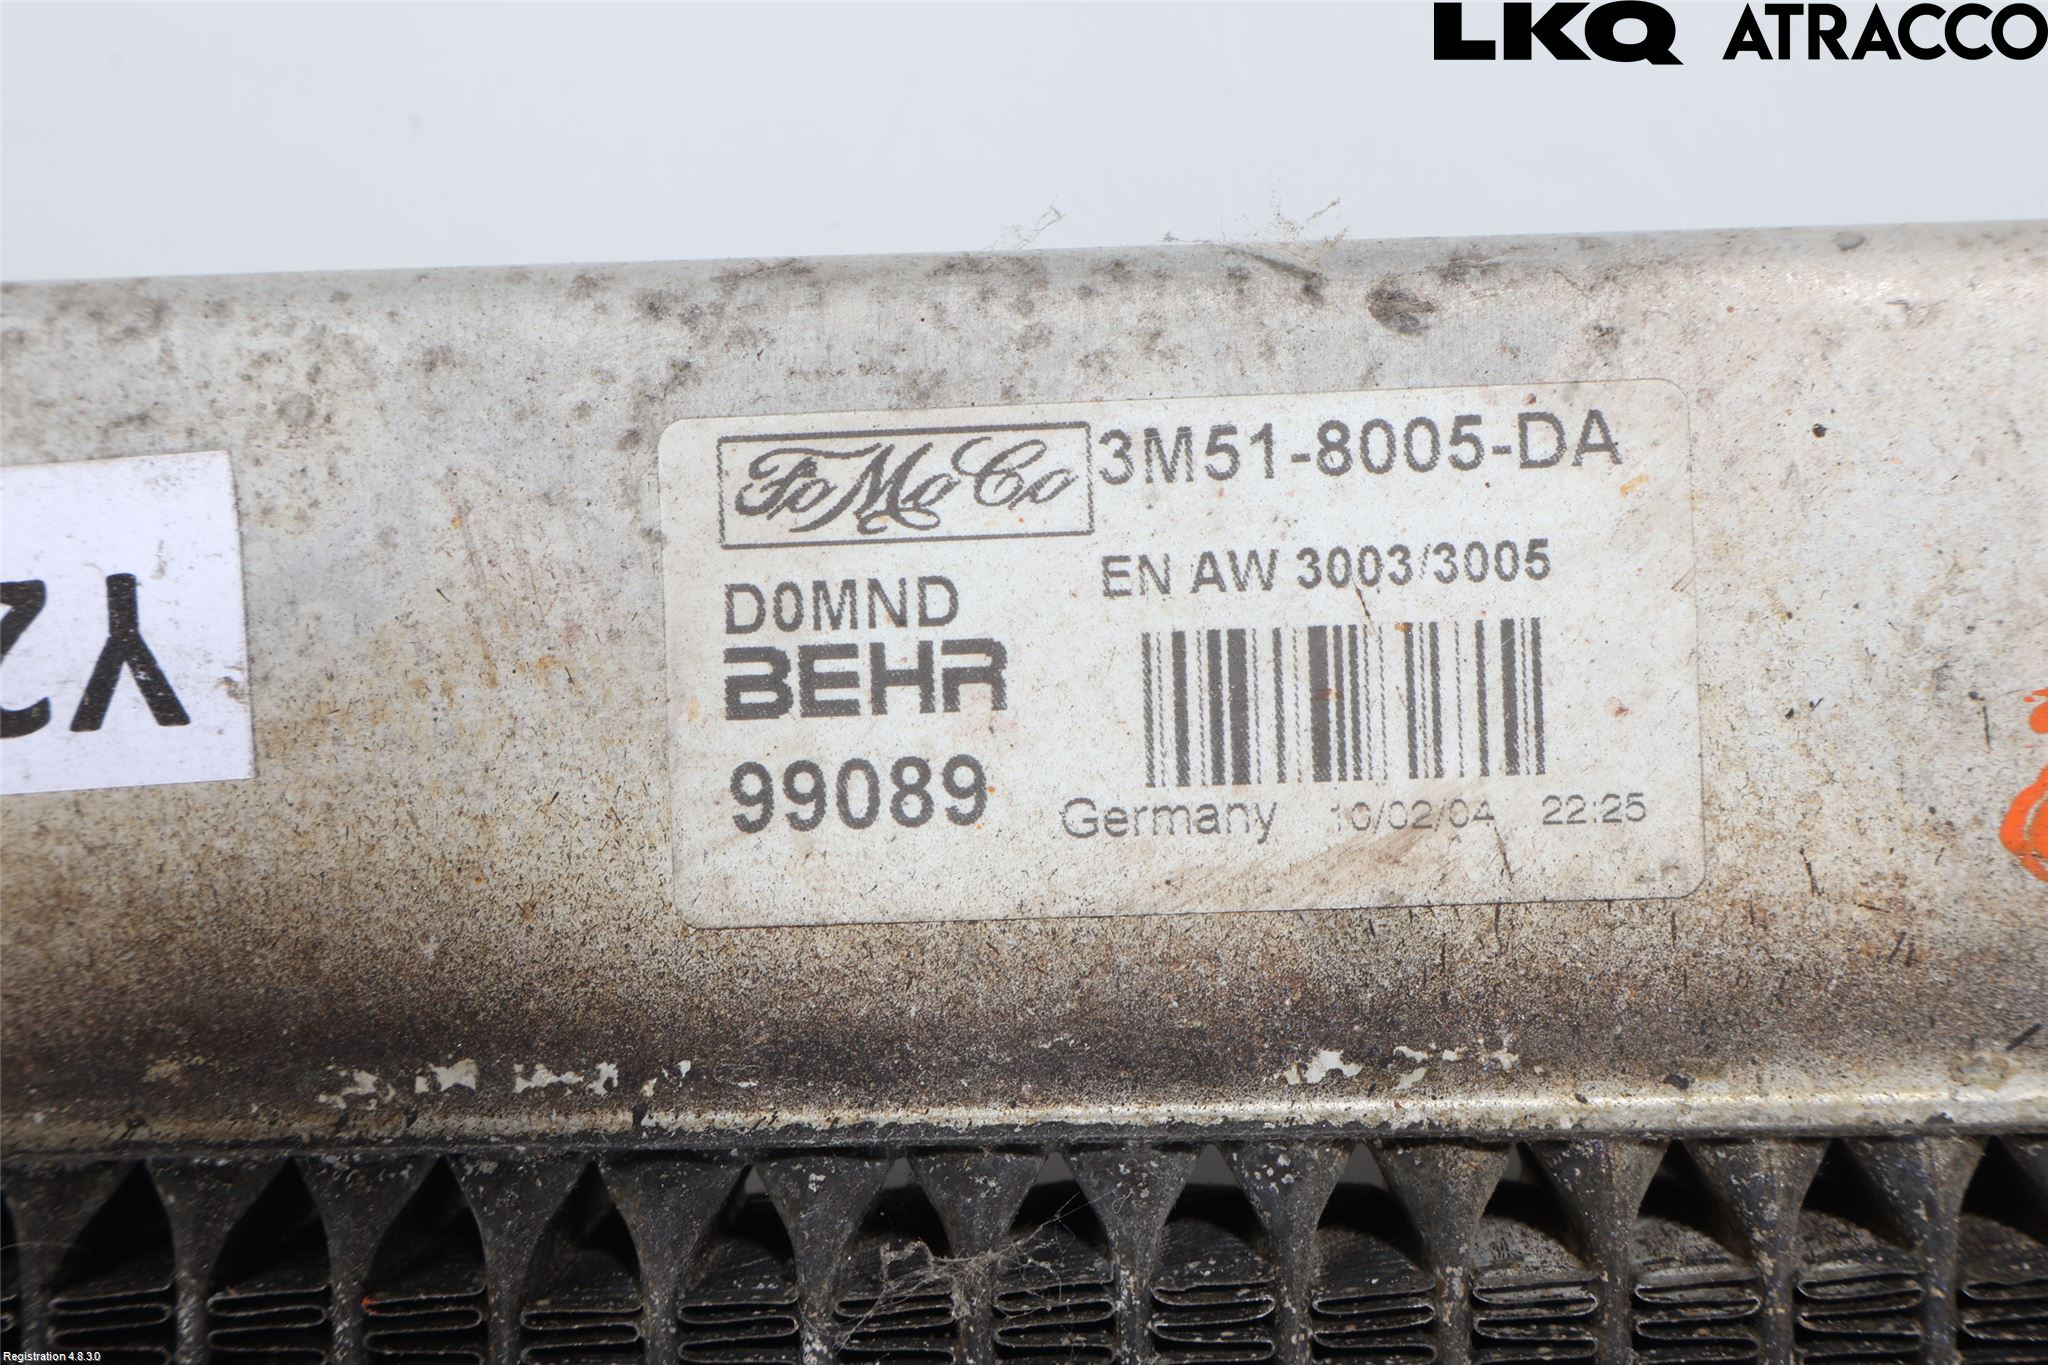 LKQ ATRACCO
FoMoCo 3M51-8005-DA
EN AW 3003/3005
D0MND
BEHR
99089
Germany 10/02/04 22:25
Registration 4.8.3.0